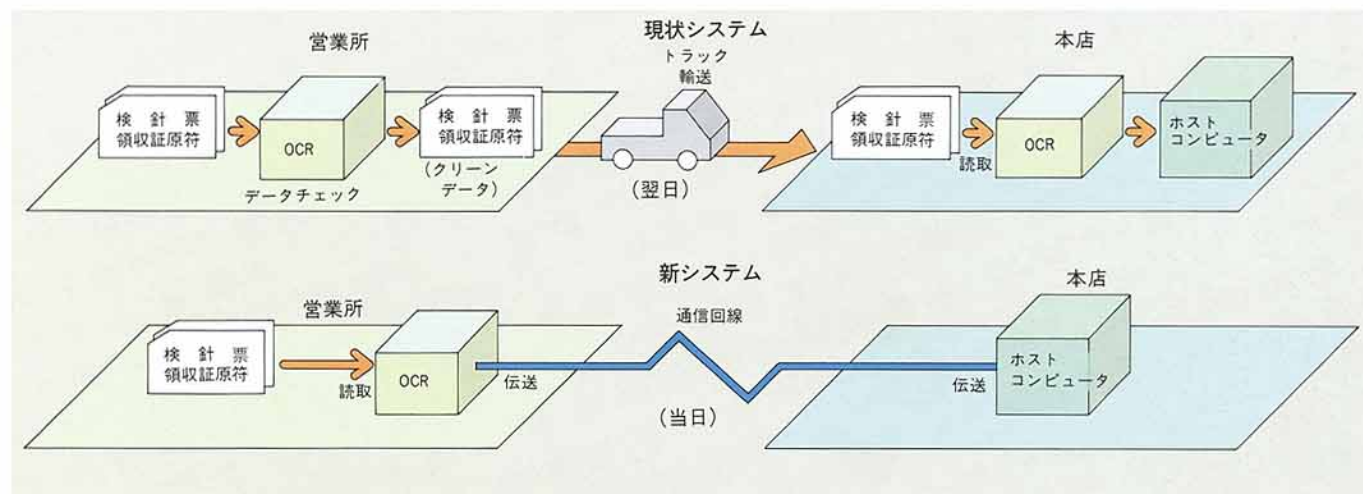 現状システム
営業所
検針票
領収証原符
OCR
データチェック
検針票
領収証原符
(クリーン
データ)
トラック
輸送
(翌日)
本店
検針票
領収証原符
読取
OCR
ホスト
コンピュータ
新システム
営業所
検針票
領収証原符
読取
OCR
伝送
通信回線
(当日)
本店
伝送
ホスト
コンピュータ